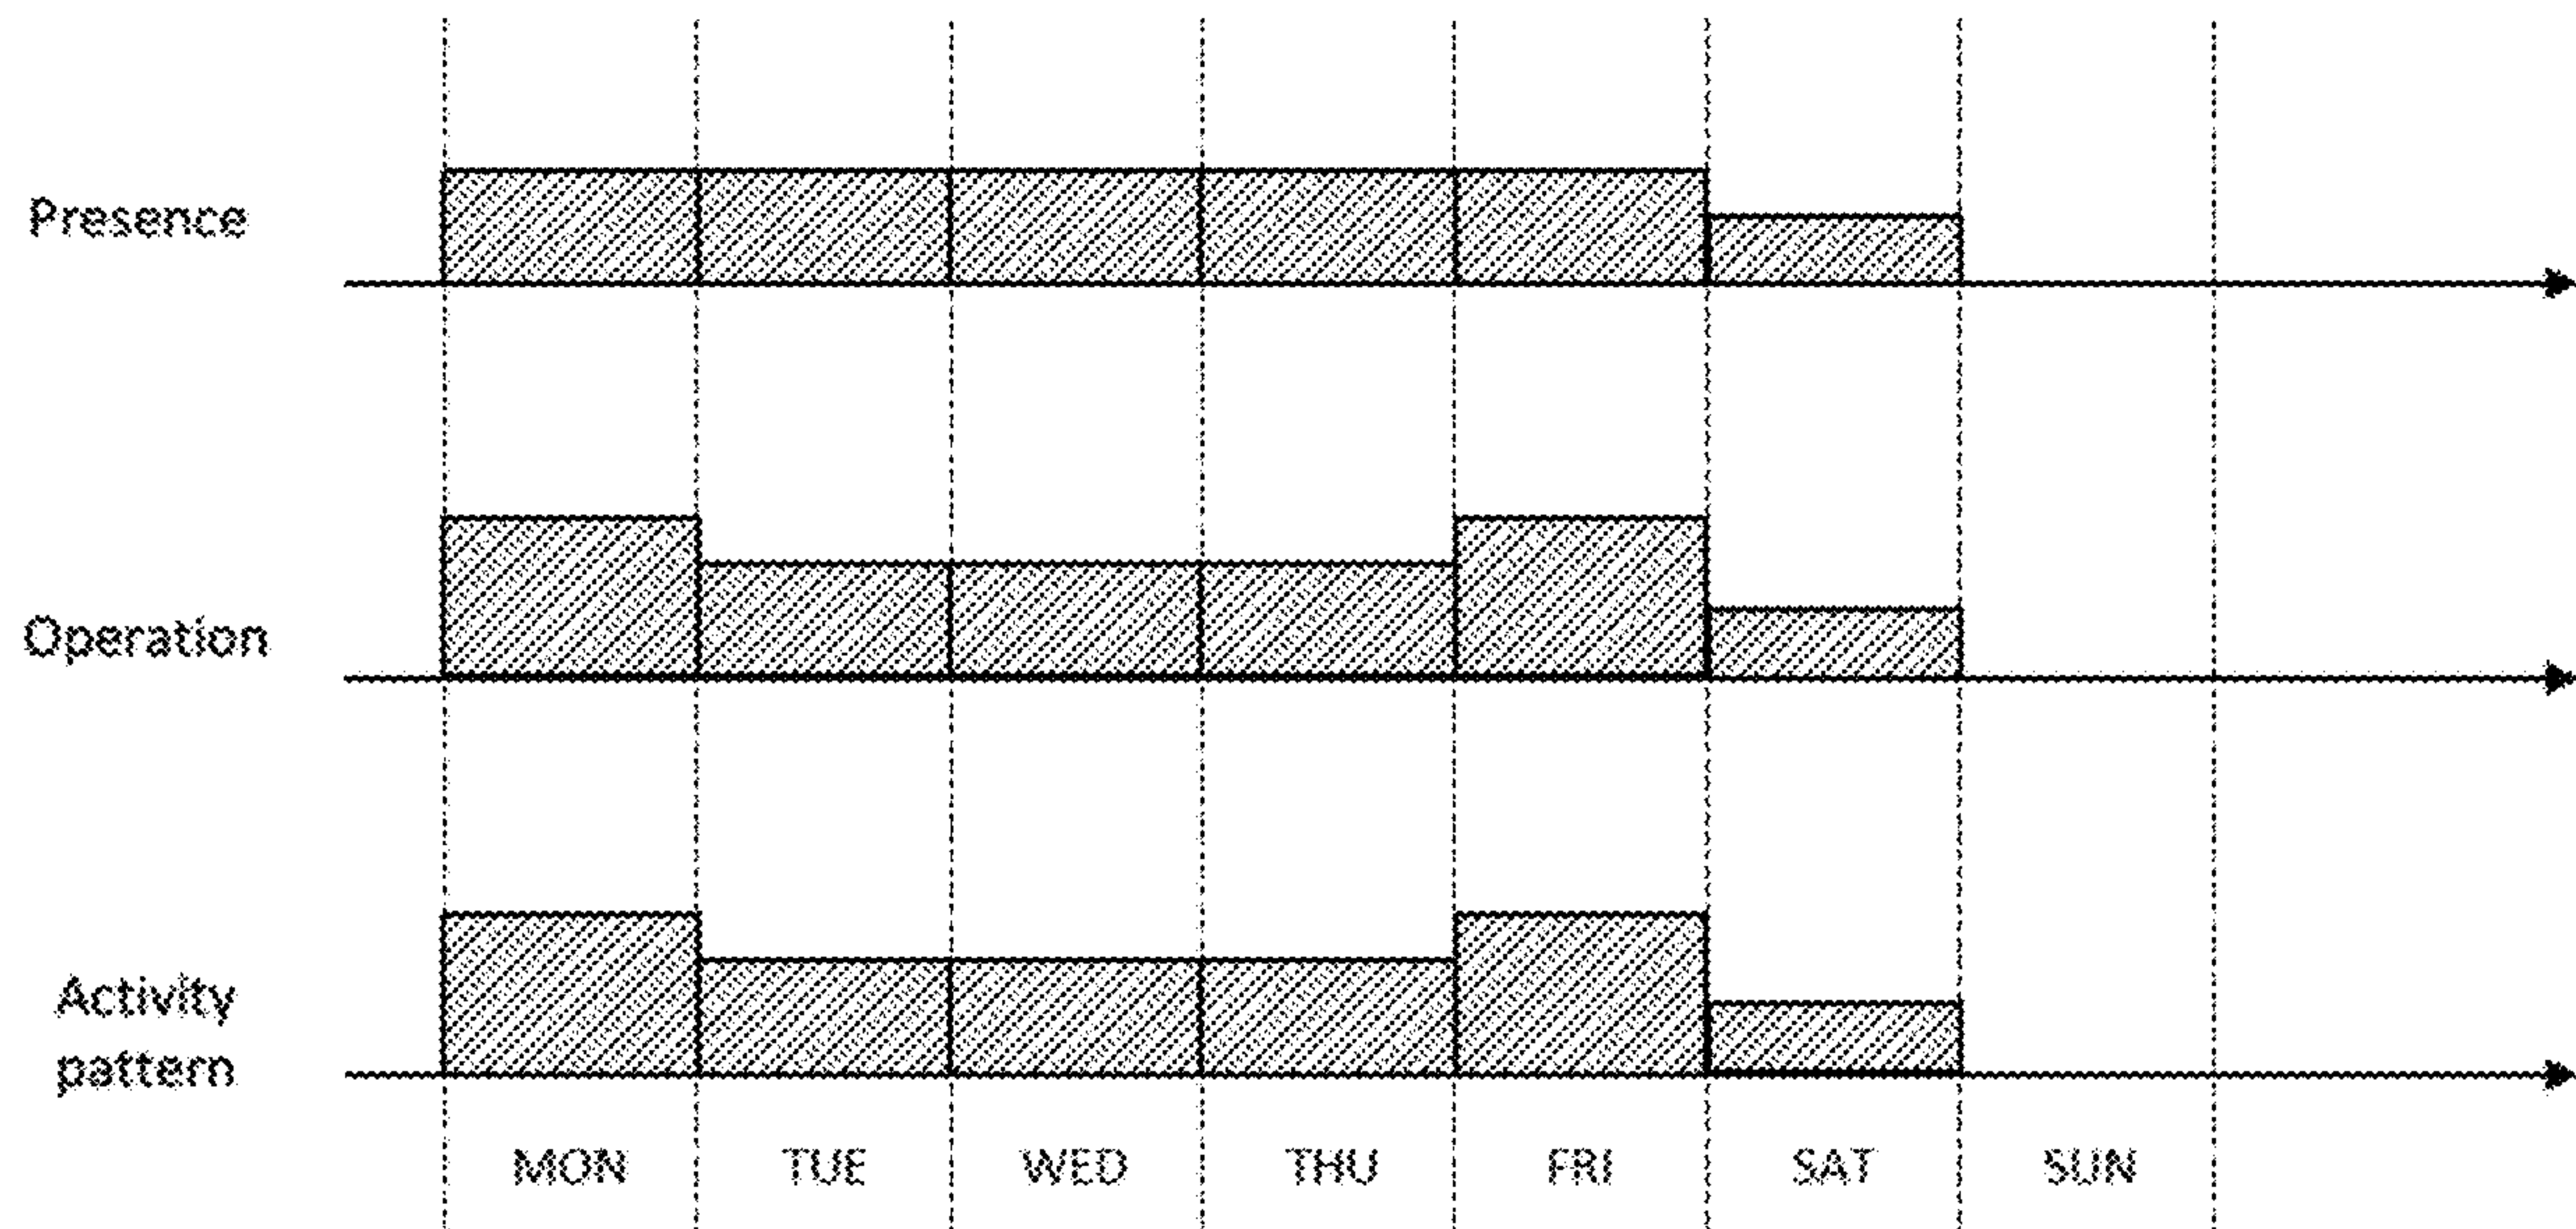 Presence
Operation
Activity
pattern
MON TUE WED THU FRI SAT SUN